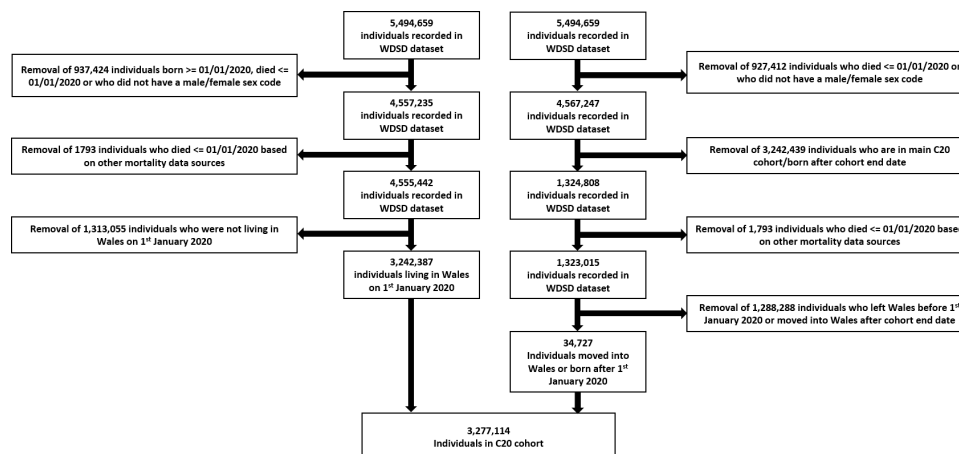 5,494,659
individuals recorded in
WDSD dataset
5,494,659
individuals recorded in
WDSD dataset
Removal of 937,424 individuals born >= 01/01/2020, died <=
01/01/2020 or who did not have a male/female sex code
Removal of 927,412 individuals who died <= 01/01/2020 or
who did not have a male/female sex code
4,557,235
individuals recorded in
WDSD dataset
4,567,247
individuals recorded in
WDSD dataset
Removal of 1793 individuals who died <= 01/01/2020 based
on other mortality data sources
Removal of 3,242,439 individuals who are in main C20
cohort/born after cohort end date
4,555,442
individuals recorded in
WDSD dataset
1,324,808
individuals recorded in
WDSD dataset
Removal of 1,313,055 individuals who were not living in
Wales on 1st January 2020
Removal of 1,793 individuals who died <= 01/01/2020 based
on other mortality data sources
3,242,387
individuals living in Wales
on 1st January 2020
1,323,015
individuals recorded in
WDSD dataset
Removal of 1,288,288 individuals who left Wales before 1st
January 2020 or moved into Wales after cohort end date
34,727
Individuals moved into
Wales or born after 1st
January 2020
3,277,114
Individuals in C20 cohort